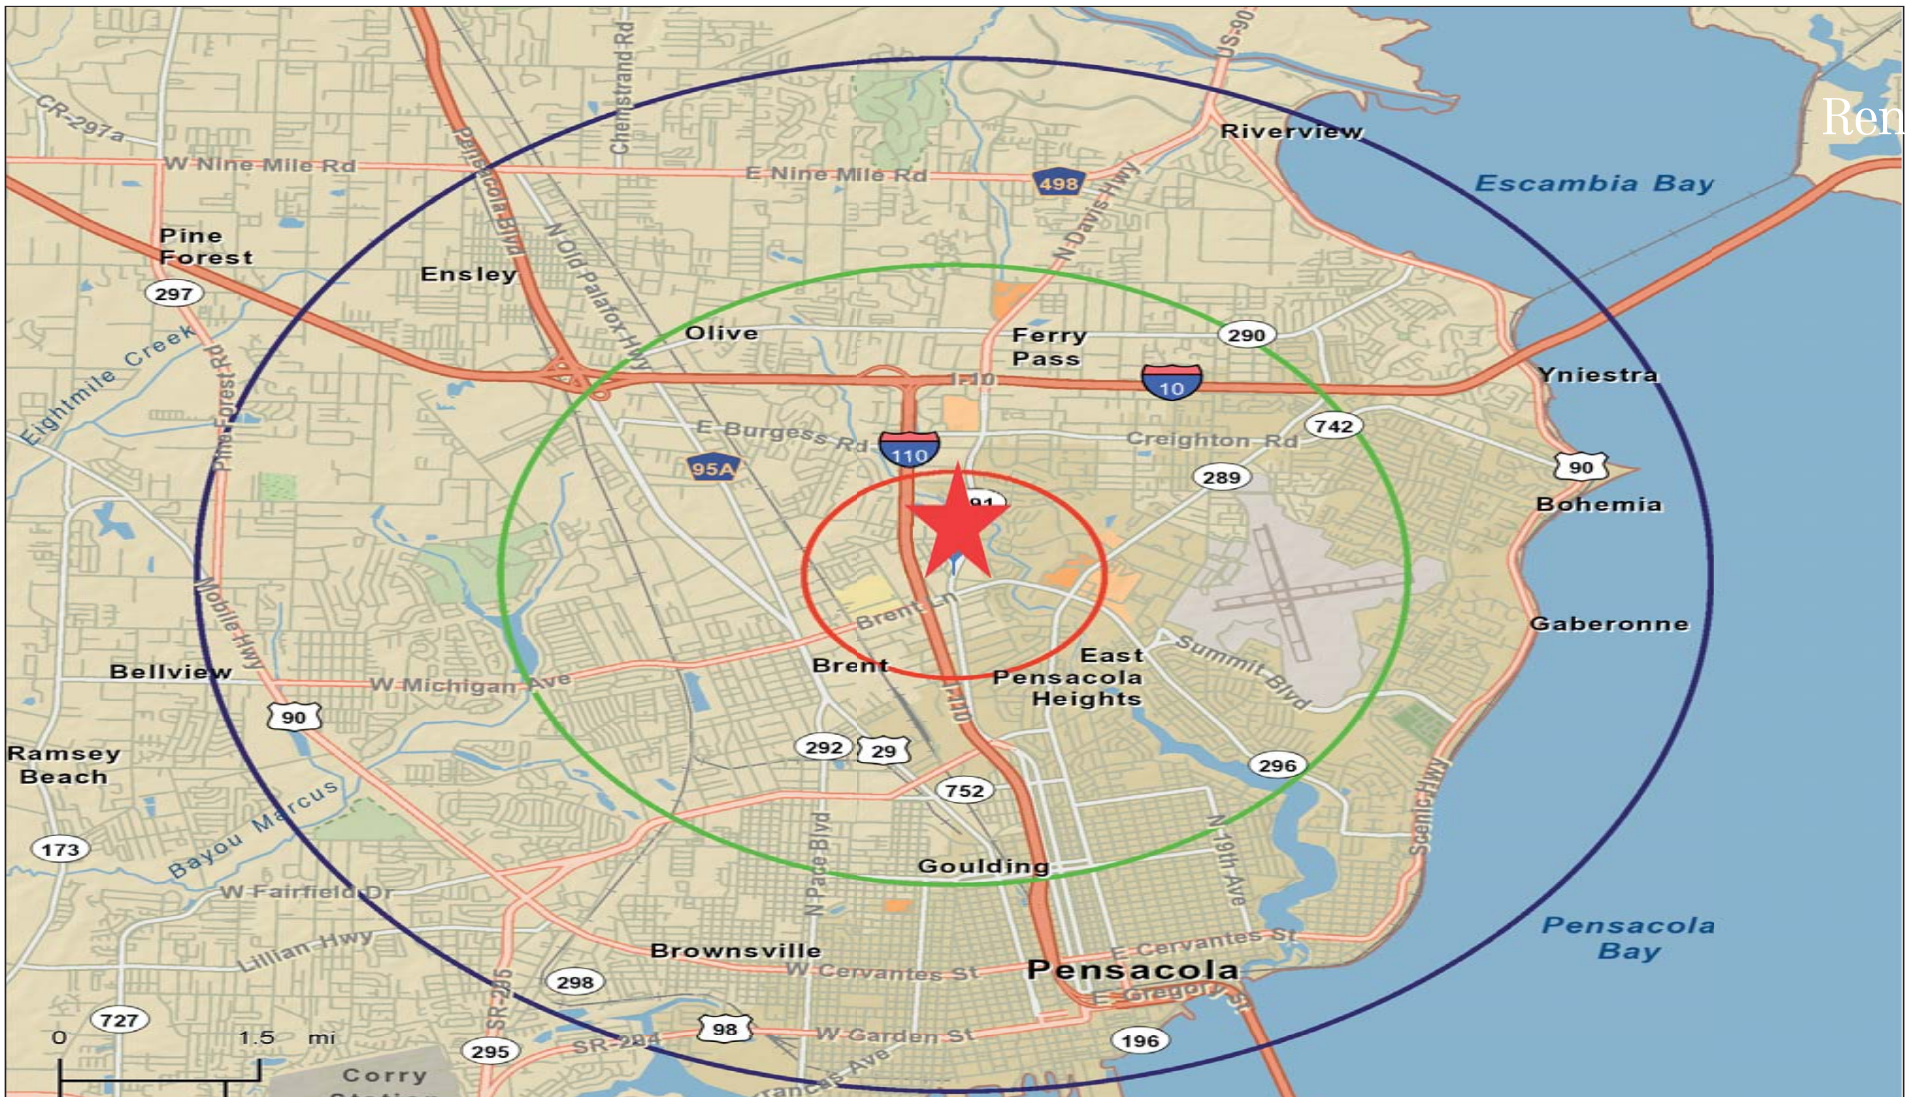 US-90
Chemstrand Rd
CR-297a
Pensacola Blvd
Riverview
Ren
W Nine Mile Rd
E Nine Mile Rd
498
Escambia Bay
N Davis Hwy
Pine
Forest
N Old Palafox Hwy
Ensley
297
Olive
Ferry
Pass
290
Eightmile Creek
Pine Forest Rd
I-10
10
Yniestra
E Burgess Rd
742
Creighton Rd
110
95A
289
90
91
Bohemia
Mobile Hwy
Brent Ln
Gaberonne
Summit Blvd
Bellview
Brent
East
Pensacola
Heights
W Michigan Ave
I-110
90
292
29
Ramsey
Beach
296
752
Bayou Marcus
Scenic Hwy
N Pace Blvd
N 19th Ave
173
Goulding
W Fairfield Dr
Pensacola
Bay
Lillian Hwy
Brownsville
E Cervantes St
W Cervantes St
Pensacola
298
SR-295
E Gregory St
727
98
W Garden St
196
0
1.5
mi
295
SR-294
Corry